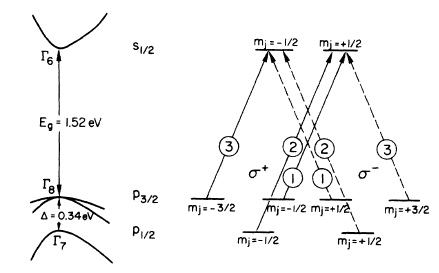 Γ6
S1/2
Eg = 1.52 eV
Γ8
P3/2
Δ = 0.34eV
P1/2
Γ7
mj = -1/2
mj = +1/2
3
2
2
3
σ+
σ-
1
1
mj = -3/2
mj = -1/2
mj = +1/2
mj = +3/2
mj = -1/2
mj = +1/2